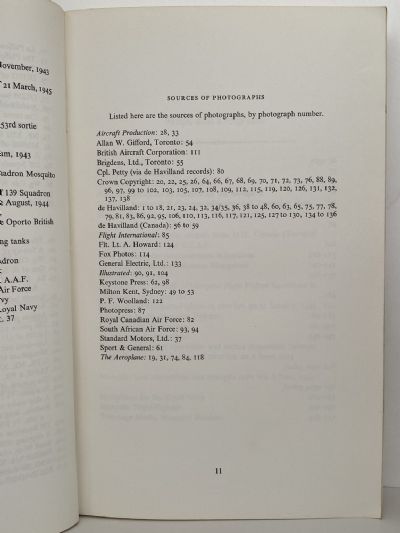 November, 1943
21 March, 1945
53rd sortie
am, 1943
adron Mosquito
139 Squadron
August, 1944
Oporto British
ng tanks
adron
A.A.F.
Air Force
vy
Royal Navy
37
SOURCES OF PHOTOGRAPHS
Listed here are the sources of photographs, by photograph number.
Aircraft Production: 28, 33
Allan W. Gifford, Toronto: 54
British Aircraft Corporation: 111
Brigdens, Ltd., Toronto: 55
Cpl. Petty (via de Havilland records): 80
Crown Copyright: 20, 22, 25, 26, 64, 66, 67, 68, 69, 70, 71, 72, 73, 76, 88, 89,
96, 97, 99 to 102, 103, 105, 107, 108, 109, 112, 115, 119, 120, 126, 131, 132,
137, 138
de Havilland: 1 to 18, 21, 23, 24, 32, 34/35, 36, 38 to 48, 60, 63, 65, 75, 77, 78,
79, 81, 83, 86, 92, 95, 106, 110, 113, 116, 117, 121, 125, 127 to 130, 134 to 136
de Havilland (Canada): 56 to 59
Flight International: 85
Flt. Lt. A. Howard: 124
Fox Photos: 114
General Electric, Ltd.: 133
Illustrated: 90, 91, 104
Keystone Press: 62, 98
Milton Kent, Sydney: 49 to 53
P. F. Woolland: 122
Photopress: 87
Royal Canadian Air Force: 82
South African Air Force: 93, 94
Standard Motors, Ltd.: 37
Sport & General: 61
The Aeroplane: 19, 31, 74, 84, 118
11